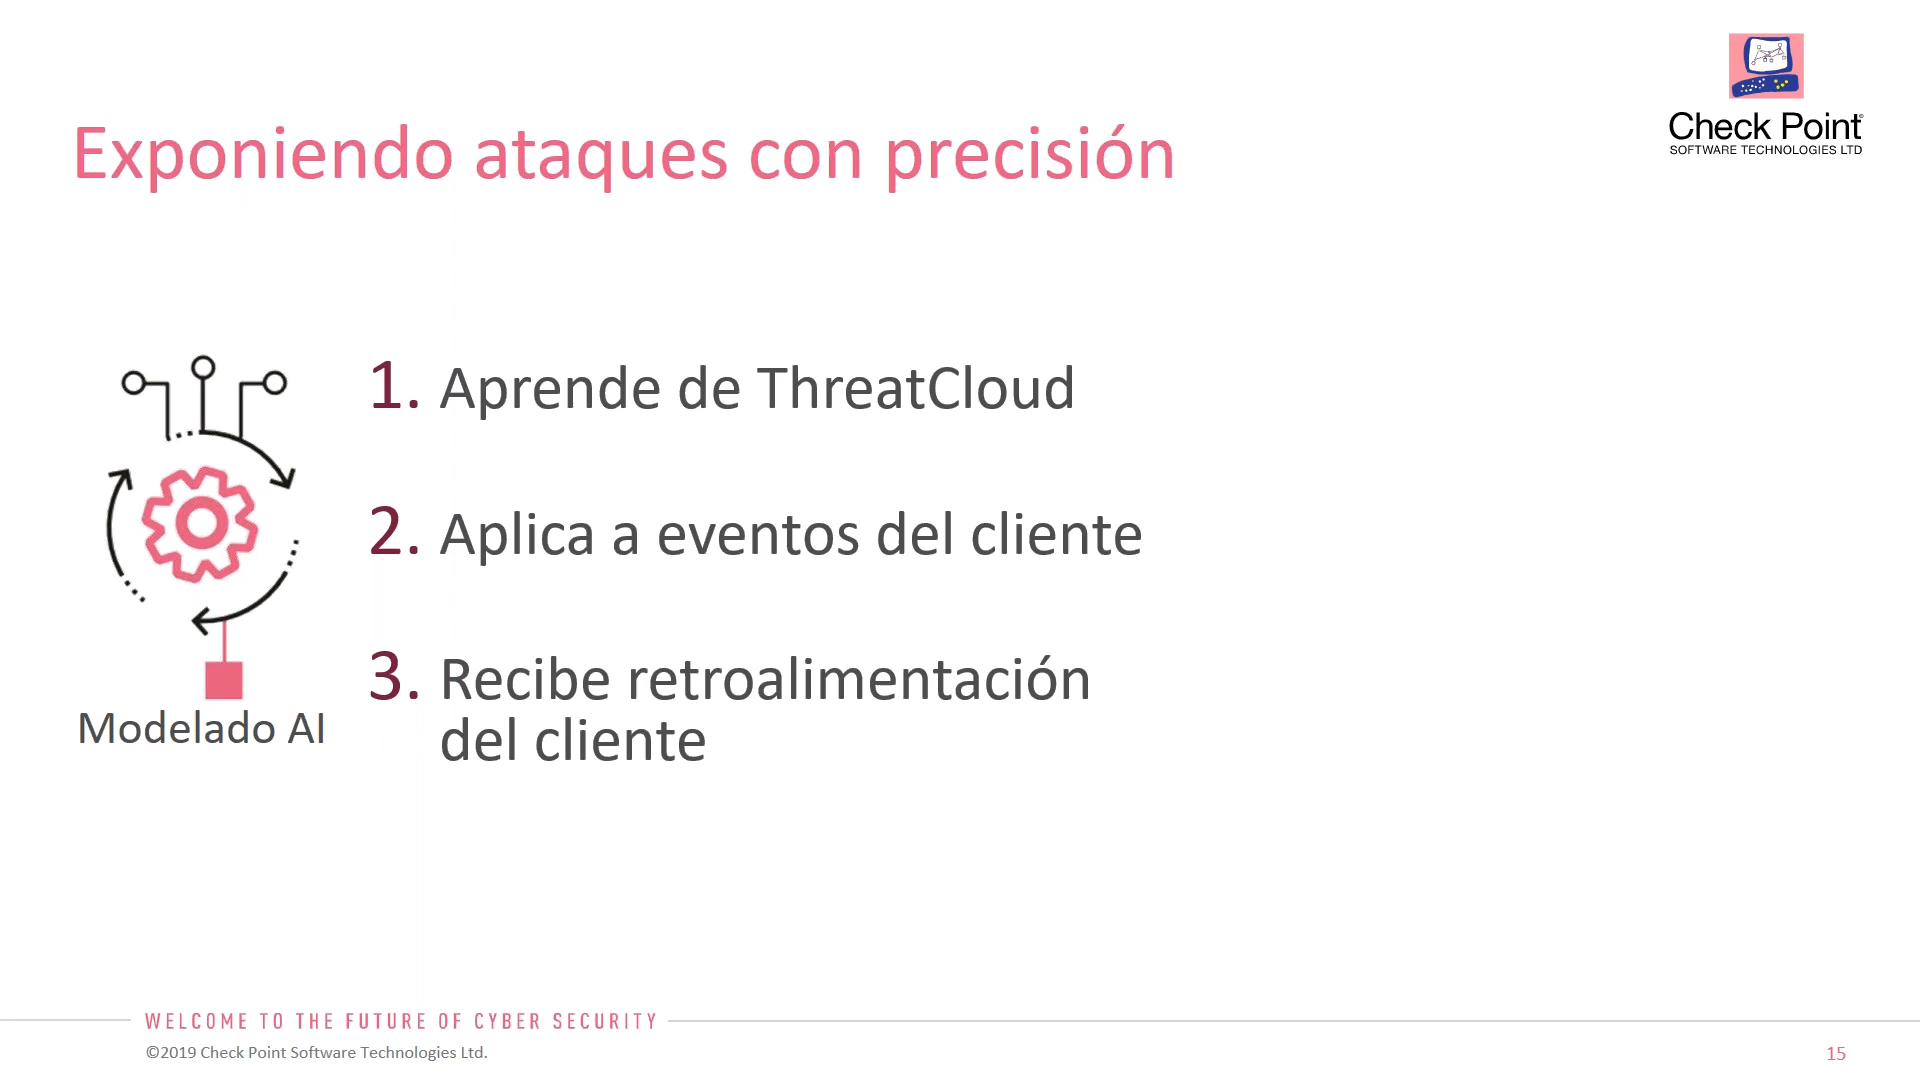 Check Point
SOFTWARE TECHNOLOGIES LTD
Exponiendo ataques con precisión
1. Aprende de ThreatCloud
2. Aplica a eventos del cliente
3. Recibe retroalimentación
del cliente
Modelado AI
WELCOME TO THE FUTURE OF CYBER SECURITY
©2019 Check Point Software Technologies Ltd.
15